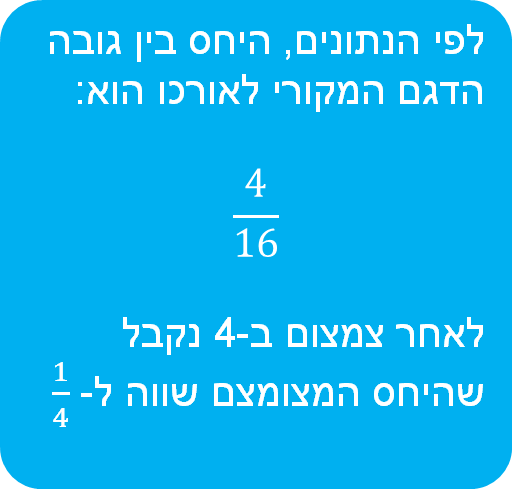 לפי הנתונים, היחס בין גובה
הדגם המקורי לאורכו הוא:
4
16
לאחר צמצום ב-4 נקבל
שהיחס המצומצם שווה ל- 1/4